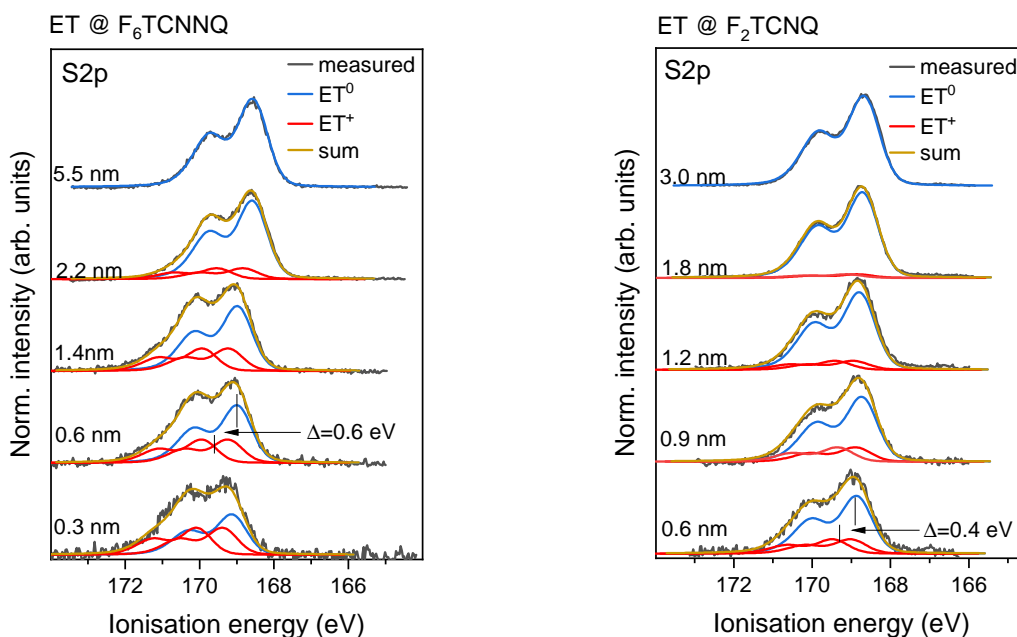 ET @ F₆TCNNQ
S2p
measured
ET⁰
ET⁺
sum
5.5 nm
2.2 nm
1.4nm
0.6 nm
Δ=0.6 eV
0.3 nm
172 170 168 166
Ionisation energy (eV)
Norm. intensity (arb. units)
ET @ F₂TCNQ
S2p
measured
ET⁰
ET⁺
sum
3.0 nm
1.8 nm
1.2 nm
0.9 nm
0.6 nm
Δ=0.4 eV
172 170 168 166
Ionisation energy (eV)
Norm. intensity (arb. units)